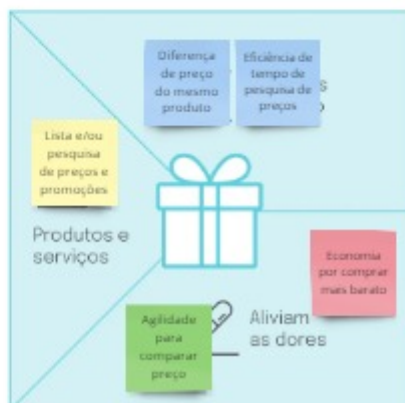 Diferença
de preço
do mesmo
produto
Eficiência de
tempo de
pesquisa de
preços
Lista e/ou
pesquisa
de preços e
promoções
Produtos e
serviços
Economia
por comprar
mais barato
Agilidade
para
comparar
preço
Aliviam
as dores